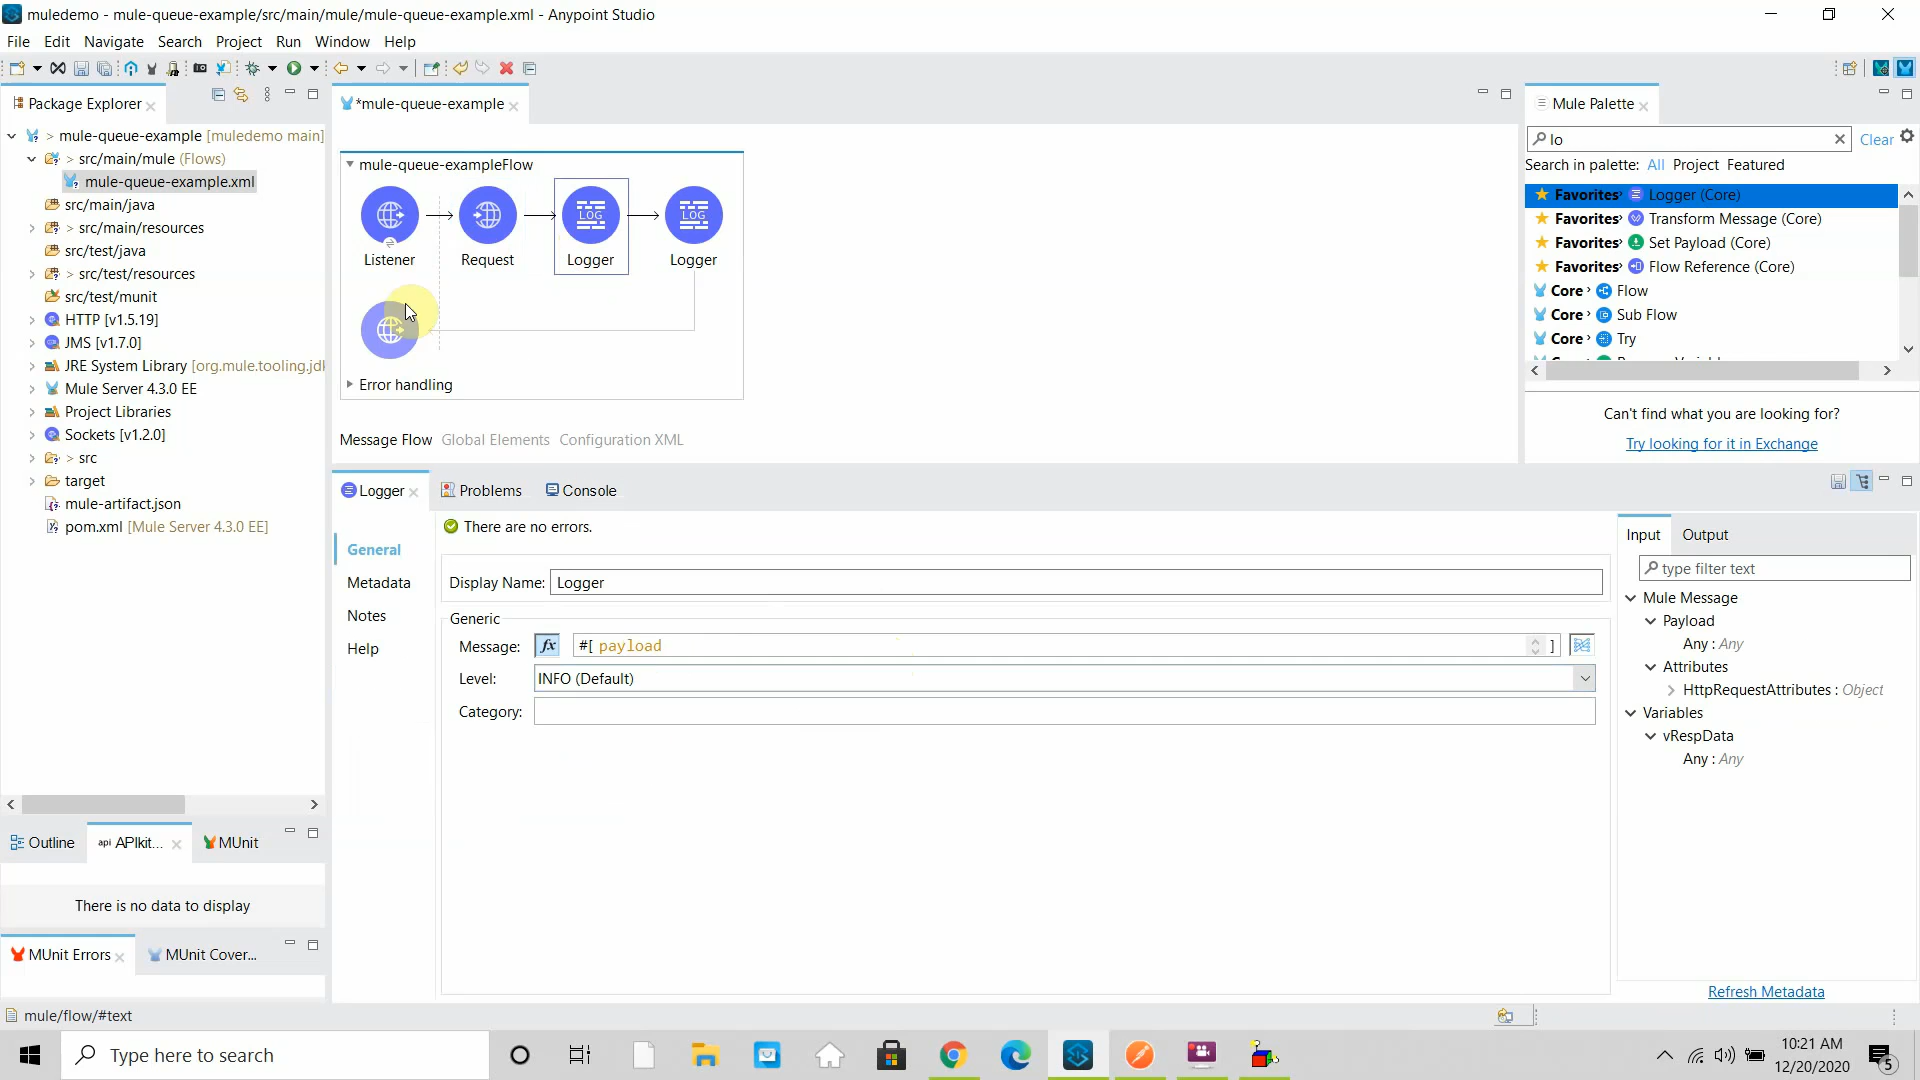 muledemo - mule-queue-example/src/main/mule/mule-queue-example.xml - Anypoint Studio
File Edit Navigate Search Project Run Window Help
Package Explorer
mule-queue-example [muledemo main]
src/main/mule (Flows)
mule-queue-example.xml
src/main/java
src/main/resources
src/test/java
src/test/resources
src/test/munit
HTTP [v1.5.19]
JMS [v1.7.0]
JRE System Library [org.mule.tooling.jd
Mule Server 4.3.0 EE
Project Libraries
Sockets [v1.2.0]
src
target
mule-artifact.json
pom.xml [Mule Server 4.3.0 EE]
Outline
api APIkit...
MUnit
There is no data to display
MUnit Errors
MUnit Cover...
*mule-queue-example
mule-queue-exampleFlow
LOG LOG
Listener Request Logger Logger
Error handling
Message Flow Global Elements Configuration XML
Mule Palette
lo
Clear
Search in palette: All Project Featured
Favorites Logger (Core)
Favorites Transform Message (Core)
Favorites Set Payload (Core)
Favorites Flow Reference (Core)
Core Flow
Core Sub Flow
Core Try
Can't find what you are looking for?
Try looking for it in Exchange
Logger
Problems
Console
There are no errors.
General
Metadata
Notes
Help
Display Name: Logger
Generic
Message: fx #[ payload ]
Level: INFO (Default)
Category:
Input Output
type filter text
Mule Message
Payload
Any : Any
Attributes
HttpRequestAttributes : Object
Variables
vRespData
Any : Any
Refresh Metadata
mule/flow/#text
Type here to search
10:21 AM
12/20/2020
5